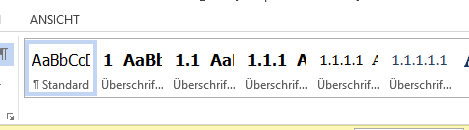 ANSICHT
¶ AaBbCcI 1 AaBb 1.1 Aal 1.1.1 A 1.1.1.1 A 1.1.1.1.1
¶ Standard Überschrif... Überschrif... Überschrif... Überschrif... Überschrif...